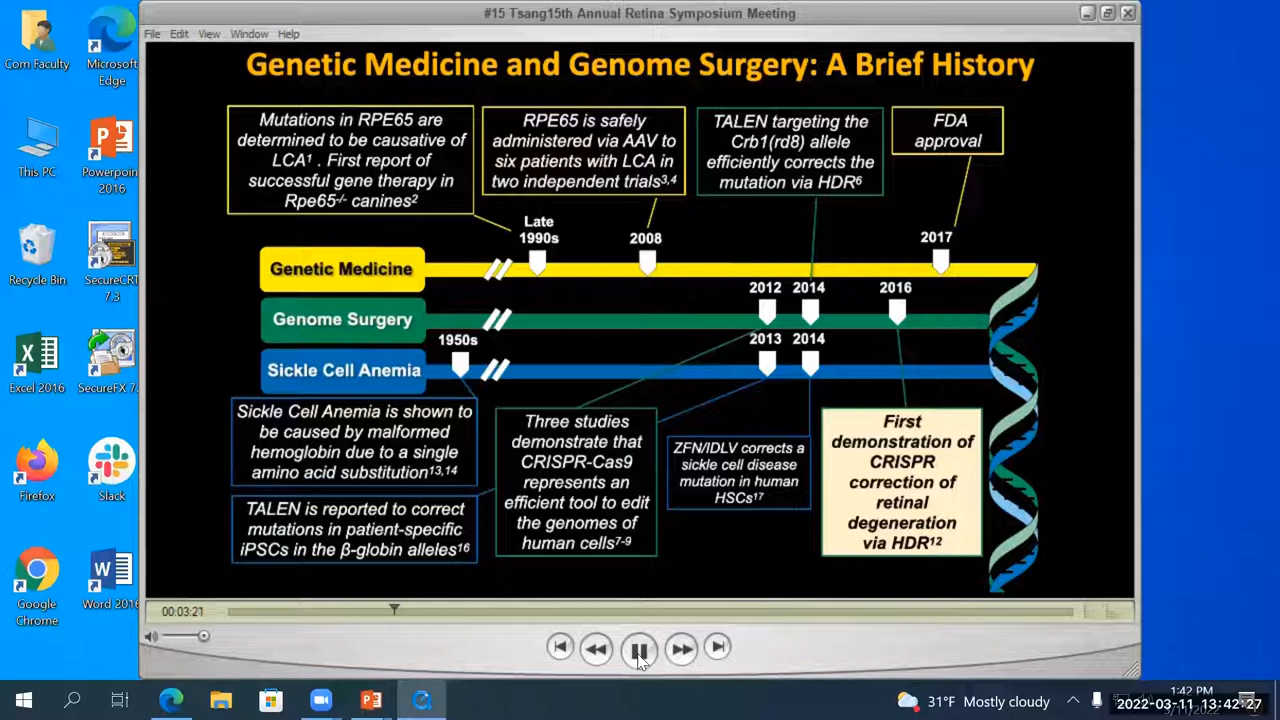 #15 Tsang15th Annual Retina Symposium Meeting
File Edit View Window Help
Com Faculty
Microsoft
Edge
This PC
Powerpoin
2016
Recycle Bin
SecureCRT
7.3
Excel 2016
SecureFX 7.
Firefox
Slack
Google
Chrome
Word 2016
Genetic Medicine and Genome Surgery: A Brief History
Mutations in RPE65 are
determined to be causative of
LCA¹ . First report of
successful gene therapy in
Rpe65⁻/⁻ canines²
RPE65 is safely
administered via AAV to
six patients with LCA in
two independent trials³,⁴
TALEN targeting the
Crb1(rd8) allele
efficiently corrects the
mutation via HDR⁶
FDA
approval
Late
1990s
2008
2017
Genetic Medicine
2012
2014
2016
Genome Surgery
1950s
2013
2014
Sickle Cell Anemia
Sickle Cell Anemia is shown to
be caused by malformed
hemoglobin due to a single
amino acid substitution¹³,¹⁴
TALEN is reported to correct
mutations in patient-specific
iPSCs in the β-globin alleles¹⁶
Three studies
demonstrate that
CRISPR-Cas9
represents an
efficient tool to edit
the genomes of
human cells⁷⁻⁹
ZFN/IDLV corrects a
sickle cell disease
mutation in human
HSCs¹⁷
First
demonstration of
CRISPR
correction of
retinal
degeneration
via HDR¹²
00:03:21
31°F Mostly cloudy
1:42 PM
2022-03-11 13:42:27